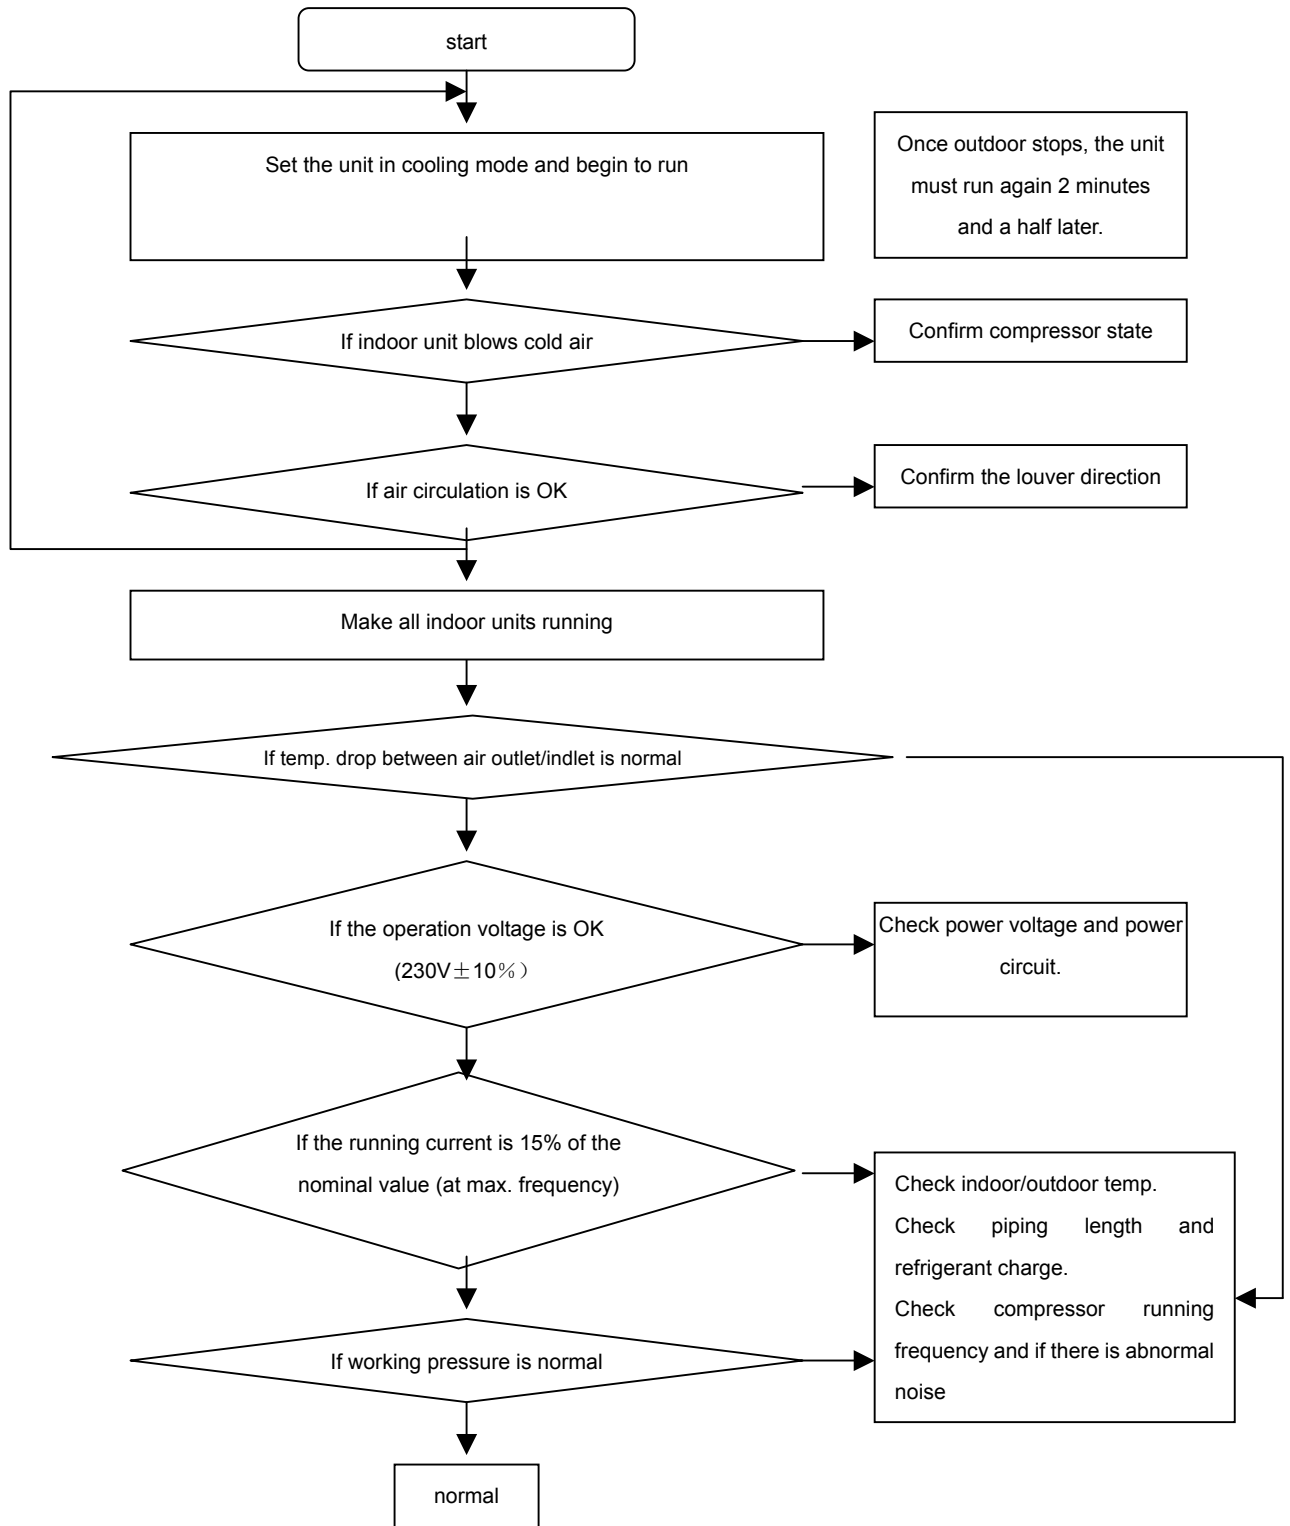 start
Set the unit in cooling mode and begin to run
Once outdoor stops, the unit
must run again 2 minutes
and a half later.
If indoor unit blows cold air
Confirm compressor state
If air circulation is OK
Confirm the louver direction
Make all indoor units running
If temp. drop between air outlet/indlet is normal
If the operation voltage is OK
(230V±10%）
Check power voltage and power
circuit.
If the running current is 15% of the
nominal value (at max. frequency)
Check indoor/outdoor temp.
Check piping length and
refrigerant charge.
Check compressor running
frequency and if there is abnormal
noise
If working pressure is normal
normal